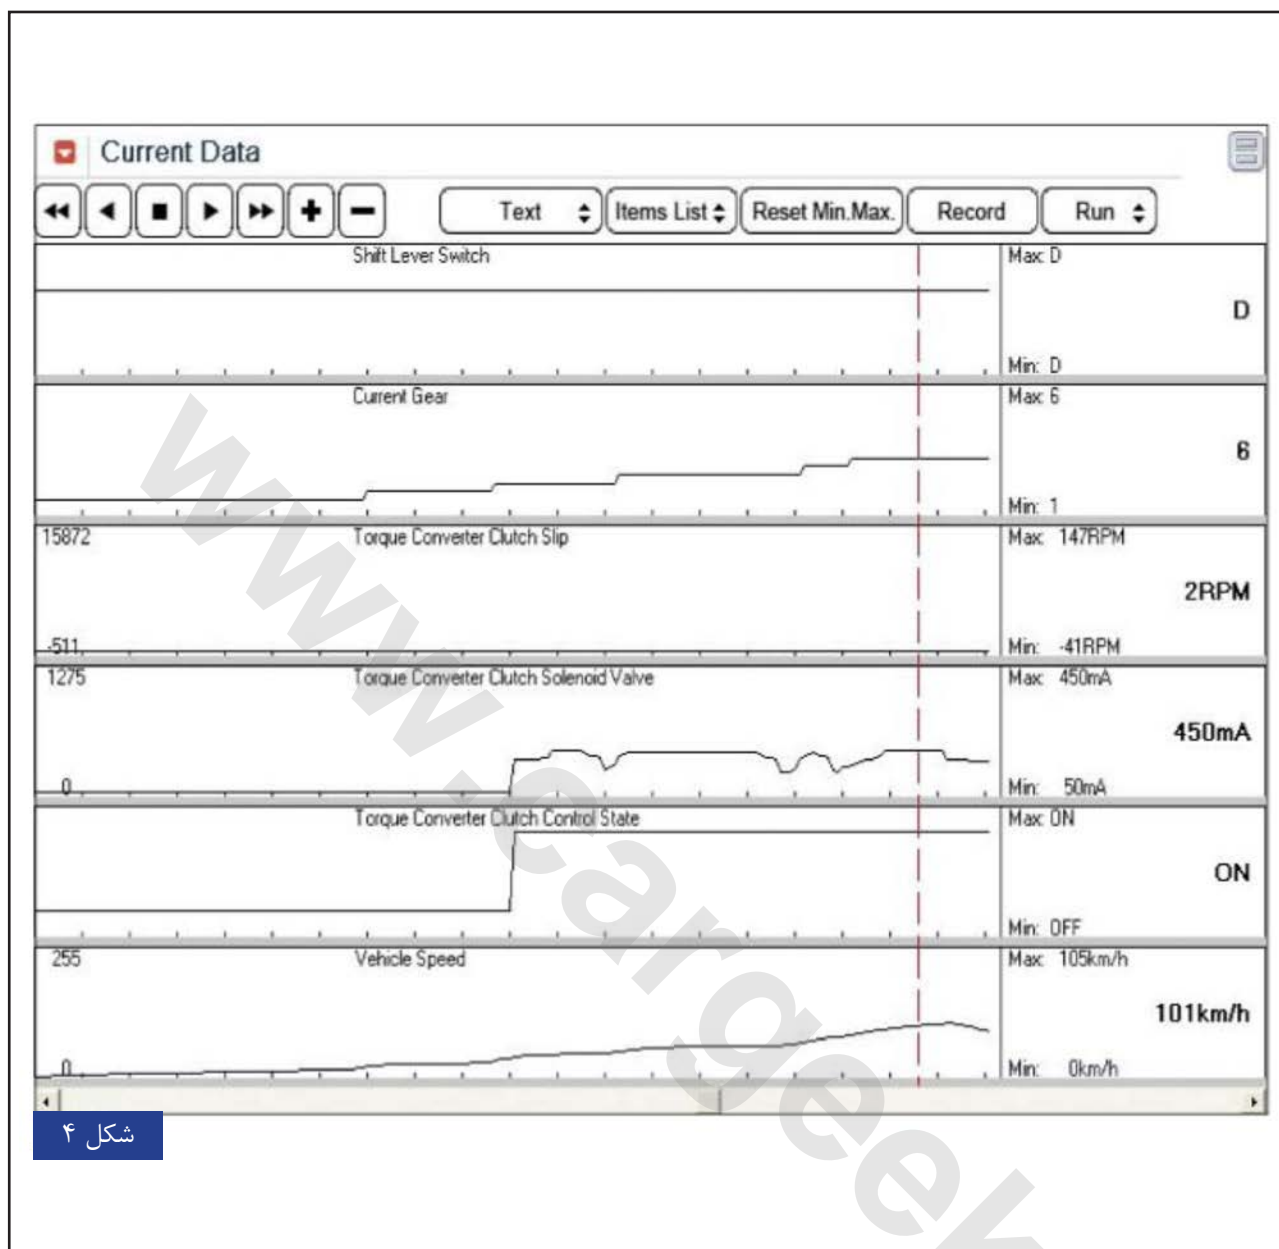 Current Data
Text Items List Reset Min.Max. Record Run
Shift Lever Switch
Max: D
D
Min: D
Current Gear
Max: 6
6
Min: 1
15872
Torque Converter Clutch Slip
Max: 147RPM
2RPM
-511
Min: -41RPM
1275
Torque Converter Clutch Solenoid Valve
Max: 450mA
450mA
0
Min: 50mA
Torque Converter Clutch Control State
Max: ON
ON
Min: OFF
255
Vehicle Speed
Max: 105km/h
101km/h
0
Min: 0km/h
شکل ۴
www.cargeek